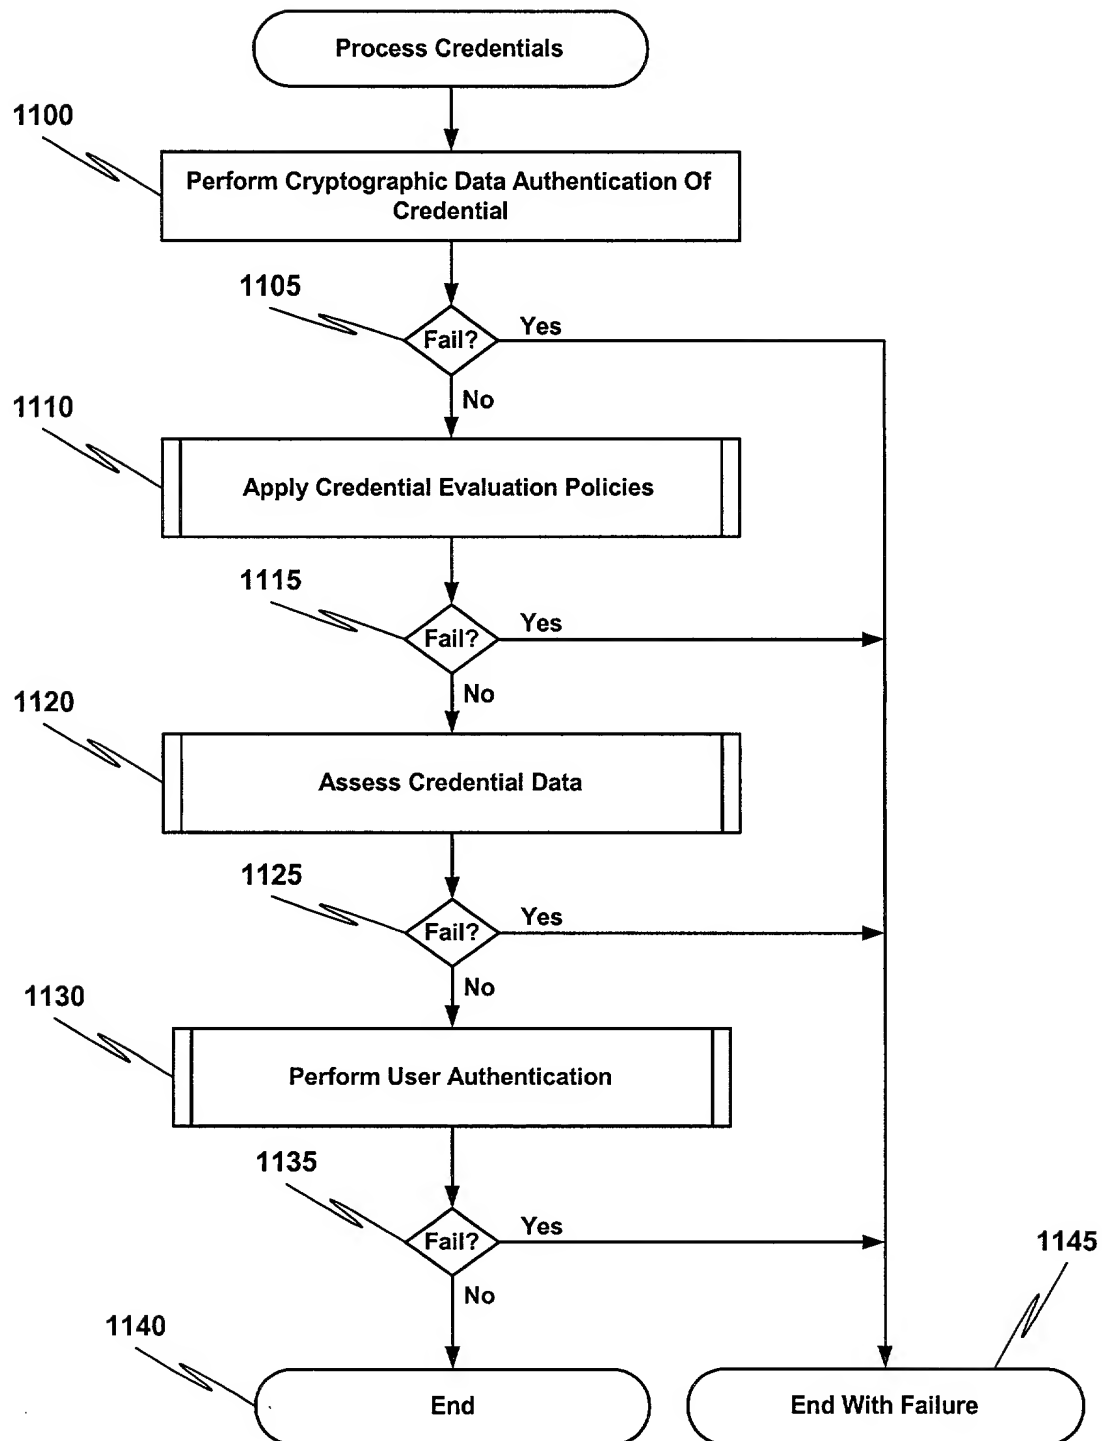 Process Credentials
1100
Perform Cryptographic Data Authentication Of
Credential
1105
Fail?
Yes
No
1110
Apply Credential Evaluation Policies
1115
Fail?
Yes
No
1120
Assess Credential Data
1125
Fail?
Yes
No
1130
Perform User Authentication
1135
Fail?
Yes
No
1145
1140
End
End With Failure